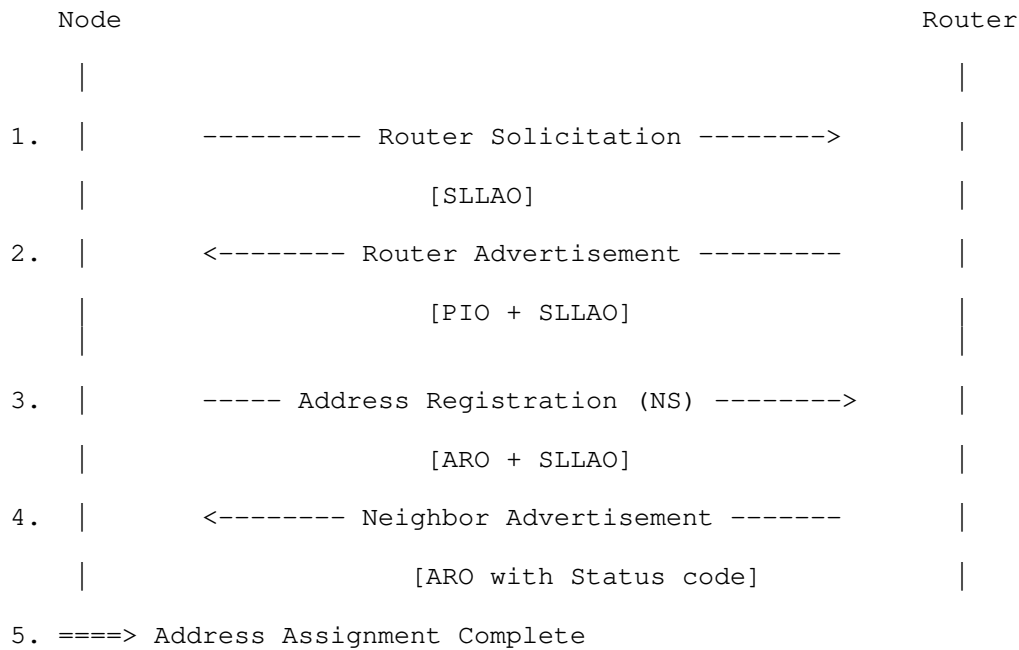 Node Router
| |
1. | ---------- Router Solicitation --------> |
| [SLLAO] |
2. | <-------- Router Advertisement --------- |
| [PIO + SLLAO] |
| |
3. | ----- Address Registration (NS) --------> |
| [ARO + SLLAO] |
4. | <-------- Neighbor Advertisement ------- |
| [ARO with Status code] |
5. ====> Address Assignment Complete